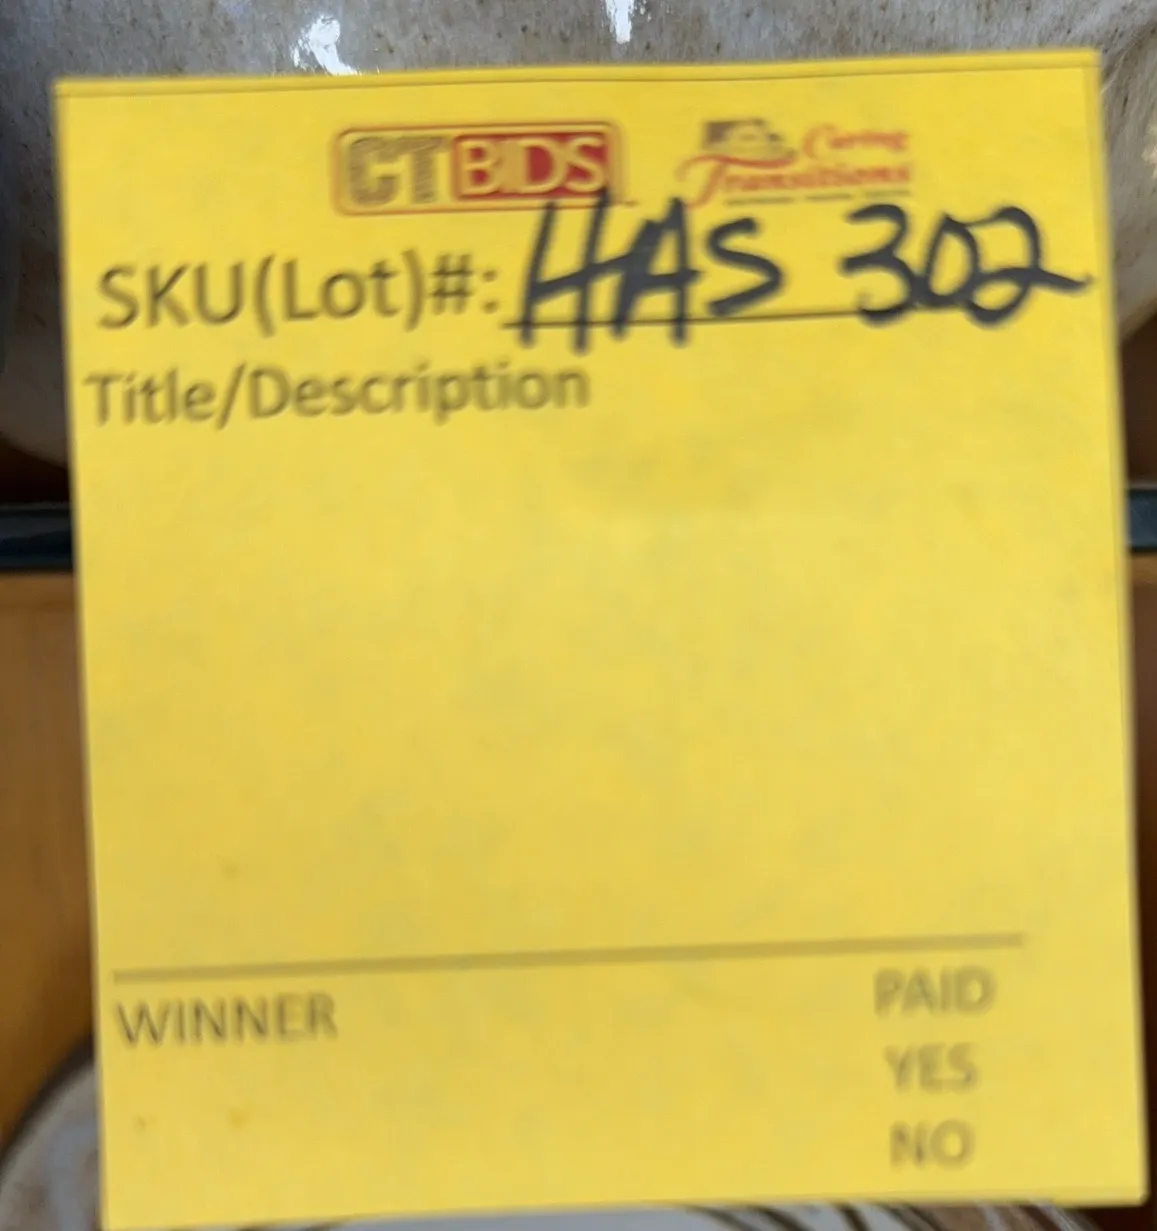 CTBIDS Caring Transitions
SKU(Lot)#: HAS 302
Title/Description
WINNER PAID
YES
NO